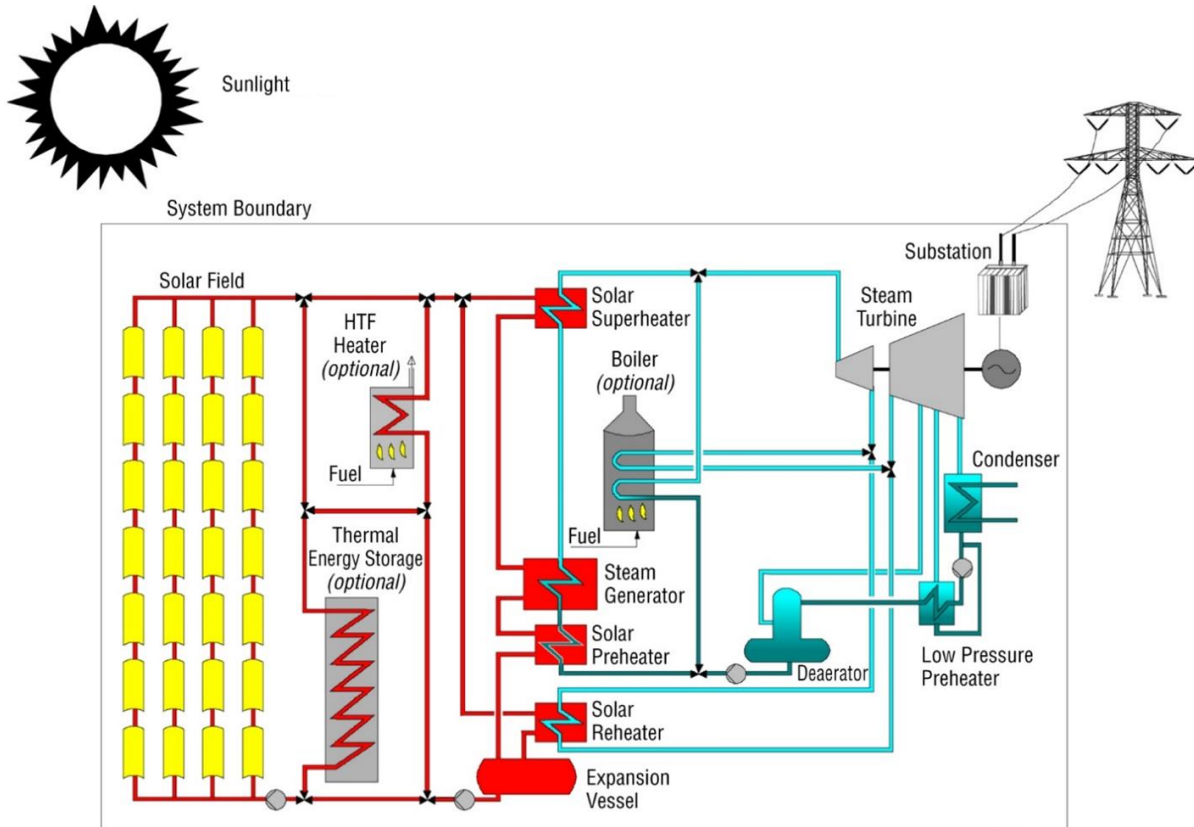 Sunlight
System Boundary
Substation
Solar Field
Solar
Superheater
Steam
Turbine
HTF
Heater
(optional)
Boiler
(optional)
Fuel
Condenser
Thermal
Energy Storage
(optional)
Fuel
Steam
Generator
Solar
Preheater
Deaerator
Low Pressure
Preheater
Solar
Reheater
Expansion
Vessel